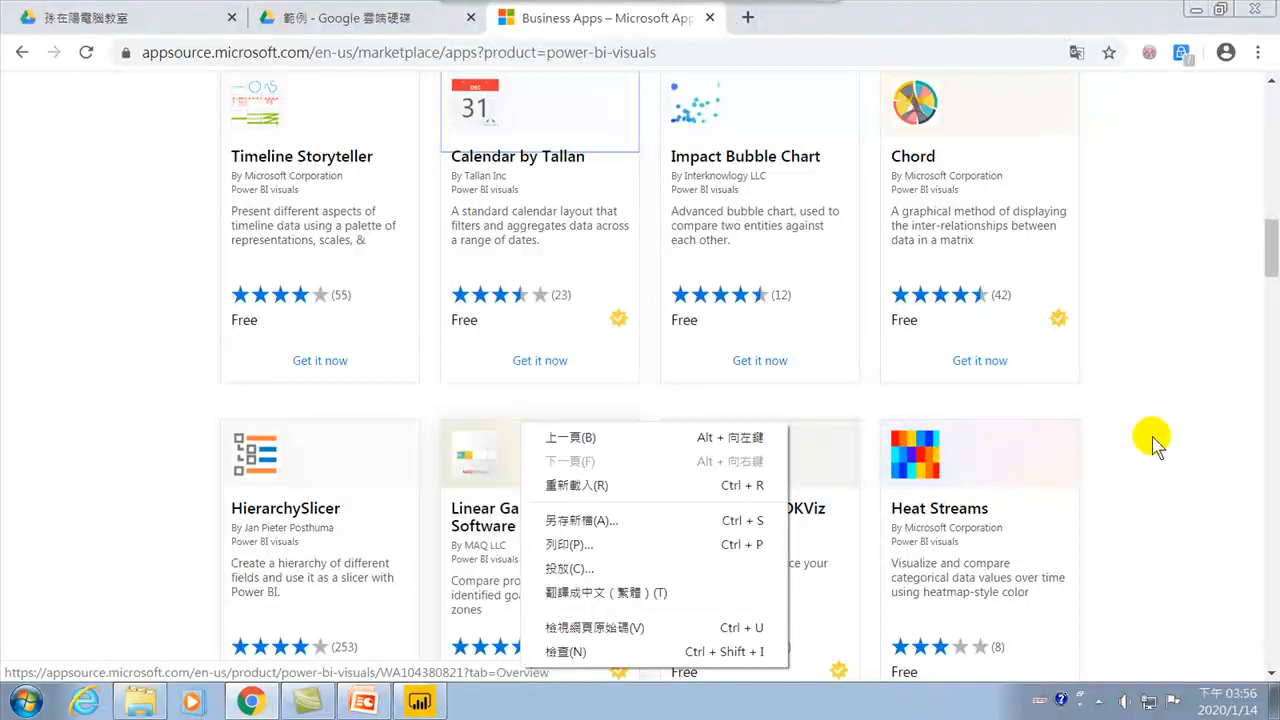 孫在陽電腦教室
範例 - Google 雲端硬碟
Business Apps – Microsoft App
appsource.microsoft.com/en-us/marketplace/apps?product=power-bi-visuals
Timeline Storyteller
By Microsoft Corporation
Power BI visuals
Present different aspects of
timeline data using a palette of
representations, scales, &
(55)
Free
Get it now
DEC
31
Calendar by Tallan
By Tallan Inc
Power BI visuals
A standard calendar layout that
filters and aggregates data across
a range of dates.
(23)
Free
Get it now
Impact Bubble Chart
By Interknowlogy LLC
Power BI visuals
Advanced bubble chart, used to
compare two entities against
each other.
(12)
Free
Get it now
Chord
By Microsoft Corporation
Power BI visuals
A graphical method of displaying
the inter-relationships between
data in a matrix
(42)
Free
Get it now
HierarchySlicer
By Jan Pieter Posthuma
Power BI visuals
Create a hierarchy of different
fields and use it as a slicer with
Power BI.
(253)
Linear Ga
Software
By MAQ LLC
Power BI visuals
Compare pro
identified goa
zones
上一頁(B) Alt + 向左鍵
下一頁(F) Alt + 向右鍵
重新載入(R) Ctrl + R
另存新檔(A)... Ctrl + S
列印(P)... Ctrl + P
投放(C)...
翻譯成中文（繁體）(T)
檢視網頁原始碼(V) Ctrl + U
檢查(N) Ctrl + Shift + I
OKViz
ce your
Heat Streams
By Microsoft Corporation
Power BI visuals
Visualize and compare
categorical data values over time
using heatmap-style color
(8)
Free
https://appsource.microsoft.com/en-us/product/power-bi-visuals/WA104380821?tab=Overview
下午 03:56
2020/1/14